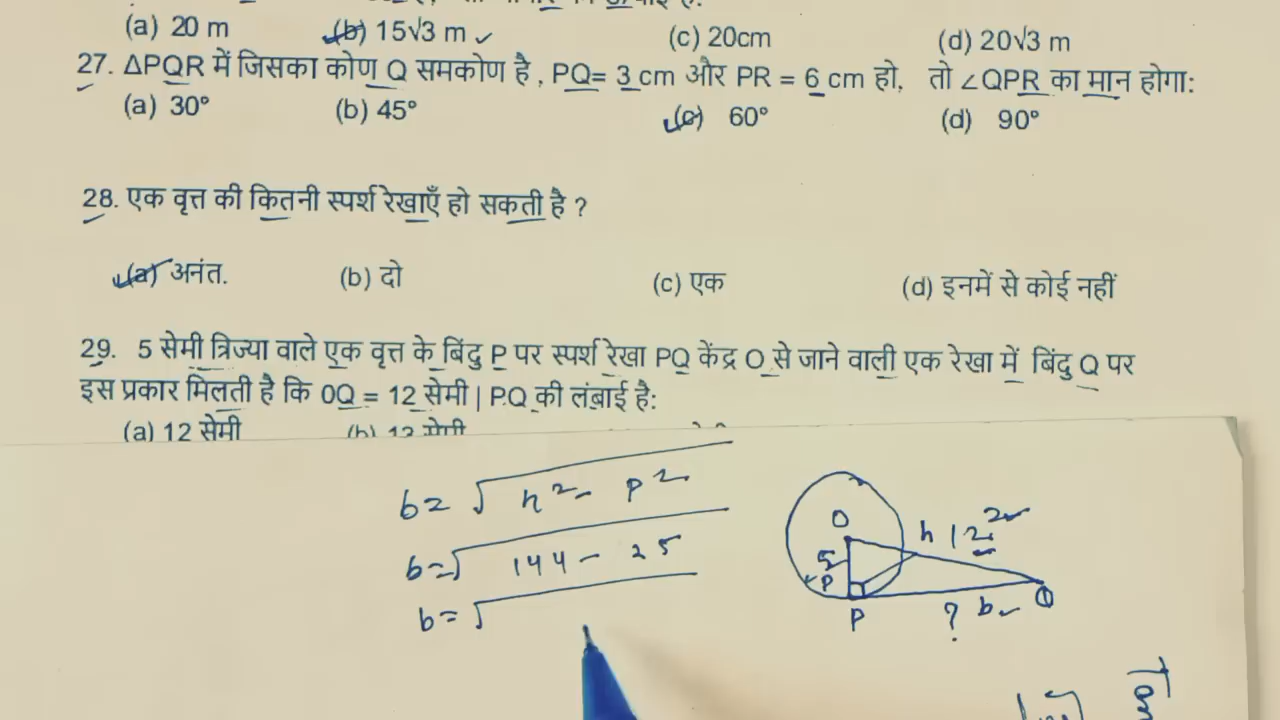 (a) 20 m (b) 15√3 m (c) 20cm (d) 20√3 m
27. ΔPQR में जिसका कोण Q समकोण है , PQ= 3 cm और PR = 6 cm हो, तो ∠QPR का मान होगा:
(a) 30° (b) 45° (c) 60° (d) 90°
28. एक वृत्त की कितनी स्पर्श रेखाएँ हो सकती है ?
(a) अनंत. (b) दो (c) एक (d) इनमें से कोई नहीं
29. 5 सेमी त्रिज्या वाले एक वृत्त के बिंदु P पर स्पर्श रेखा PQ केंद्र O से जाने वाली एक रेखा में बिंदु Q पर
इस प्रकार मिलती है कि 0Q = 12 सेमी | P.Q की लंबाई है:
(a) 12 सेमी (b) 13 सेमी
b= √h²- p²
b=√144- 25
b=√
O h 12²
5
P
P ? b Q